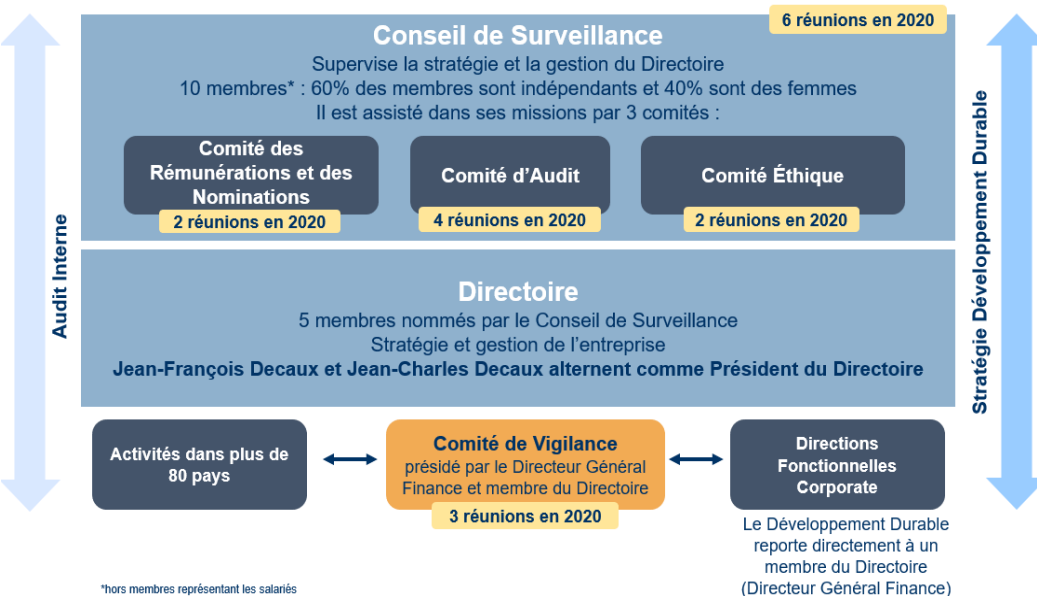 6 réunions en 2020
Conseil de Surveillance
Supervise la stratégie et la gestion du Directoire
10 membres* : 60% des membres sont indépendants et 40% sont des femmes
Il est assisté dans ses missions par 3 comités :
Comité des
Rémunérations et des
Nominations
2 réunions en 2020
Comité d'Audit
4 réunions en 2020
Comité Éthique
2 réunions en 2020
Audit Interne
Stratégie Développement Durable
Directoire
5 membres nommés par le Conseil de Surveillance
Stratégie et gestion de l'entreprise
Jean-François Decaux et Jean-Charles Decaux alternent comme Président du Directoire
Activités dans plus de
80 pays
Comité de Vigilance
présidé par le Directeur Général
Finance et membre du Directoire
3 réunions en 2020
Directions
Fonctionnelles
Corporate
Le Développement Durable
reporte directement à un
membre du Directoire
(Directeur Général Finance)
*hors membres représentant les salariés